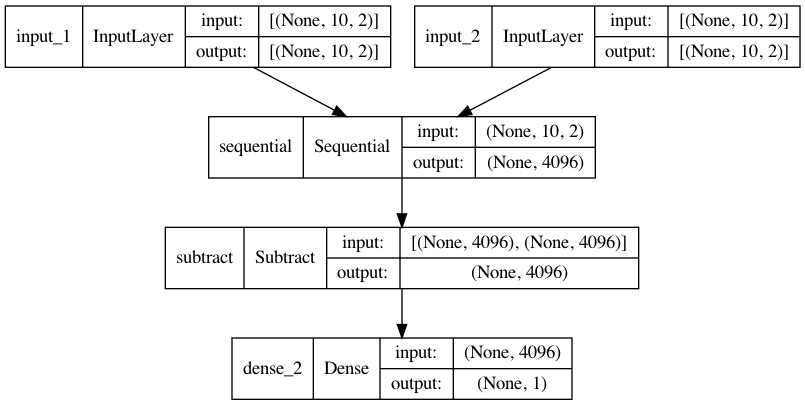 input_1 InputLayer input: [(None, 10, 2)] output: [(None, 10, 2)]
input_2 InputLayer input: [(None, 10, 2)] output: [(None, 10, 2)]
sequential Sequential input: (None, 10, 2) output: (None, 4096)
subtract Subtract input: [(None, 4096), (None, 4096)] output: (None, 4096)
dense_2 Dense input: (None, 4096) output: (None, 1)